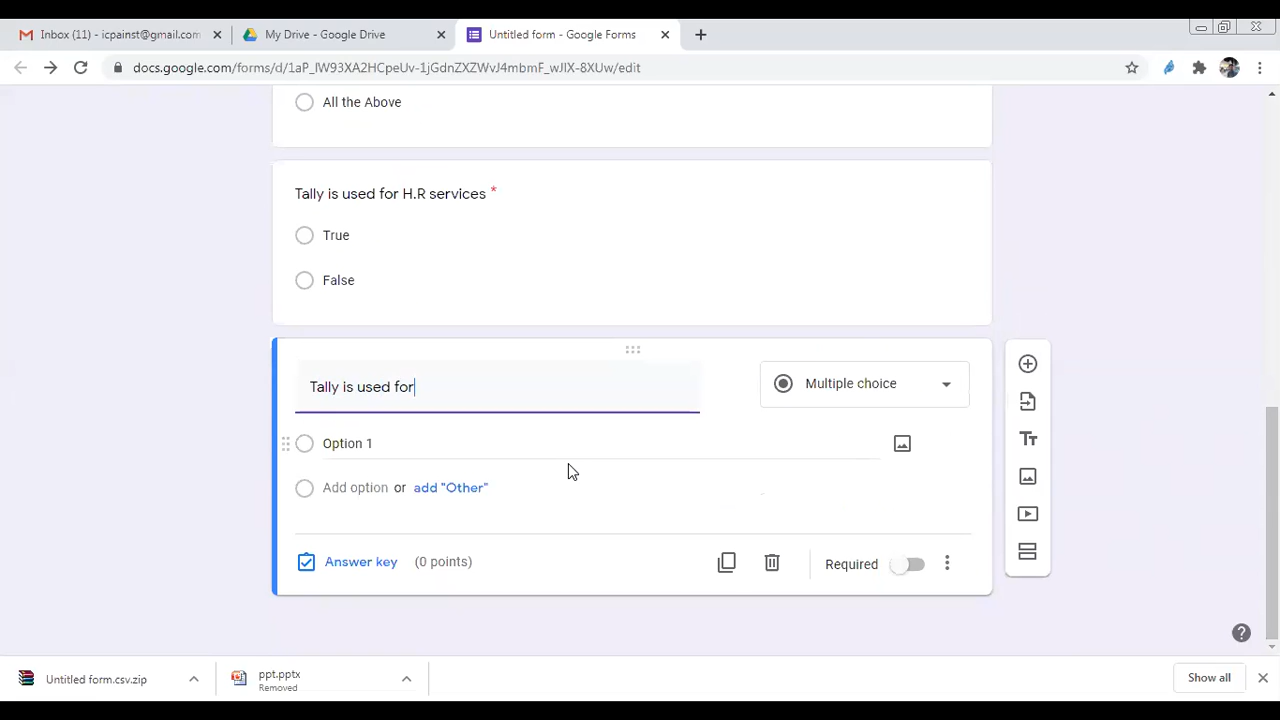 Inbox (11) - icpainst@gmail.com
My Drive - Google Drive
Untitled form - Google Forms
docs.google.com/forms/d/1aP_lW93XA2HCpeUv-1jGdnZXZWvJ4mbmF_wJIX-8XUw/edit
All the Above
Tally is used for H.R services *
True
False
Tally is used for
Multiple choice
Option 1
Add option or add "Other"
Answer key (0 points)
Required
Untitled form.csv.zip
ppt.pptx
Removed
Show all